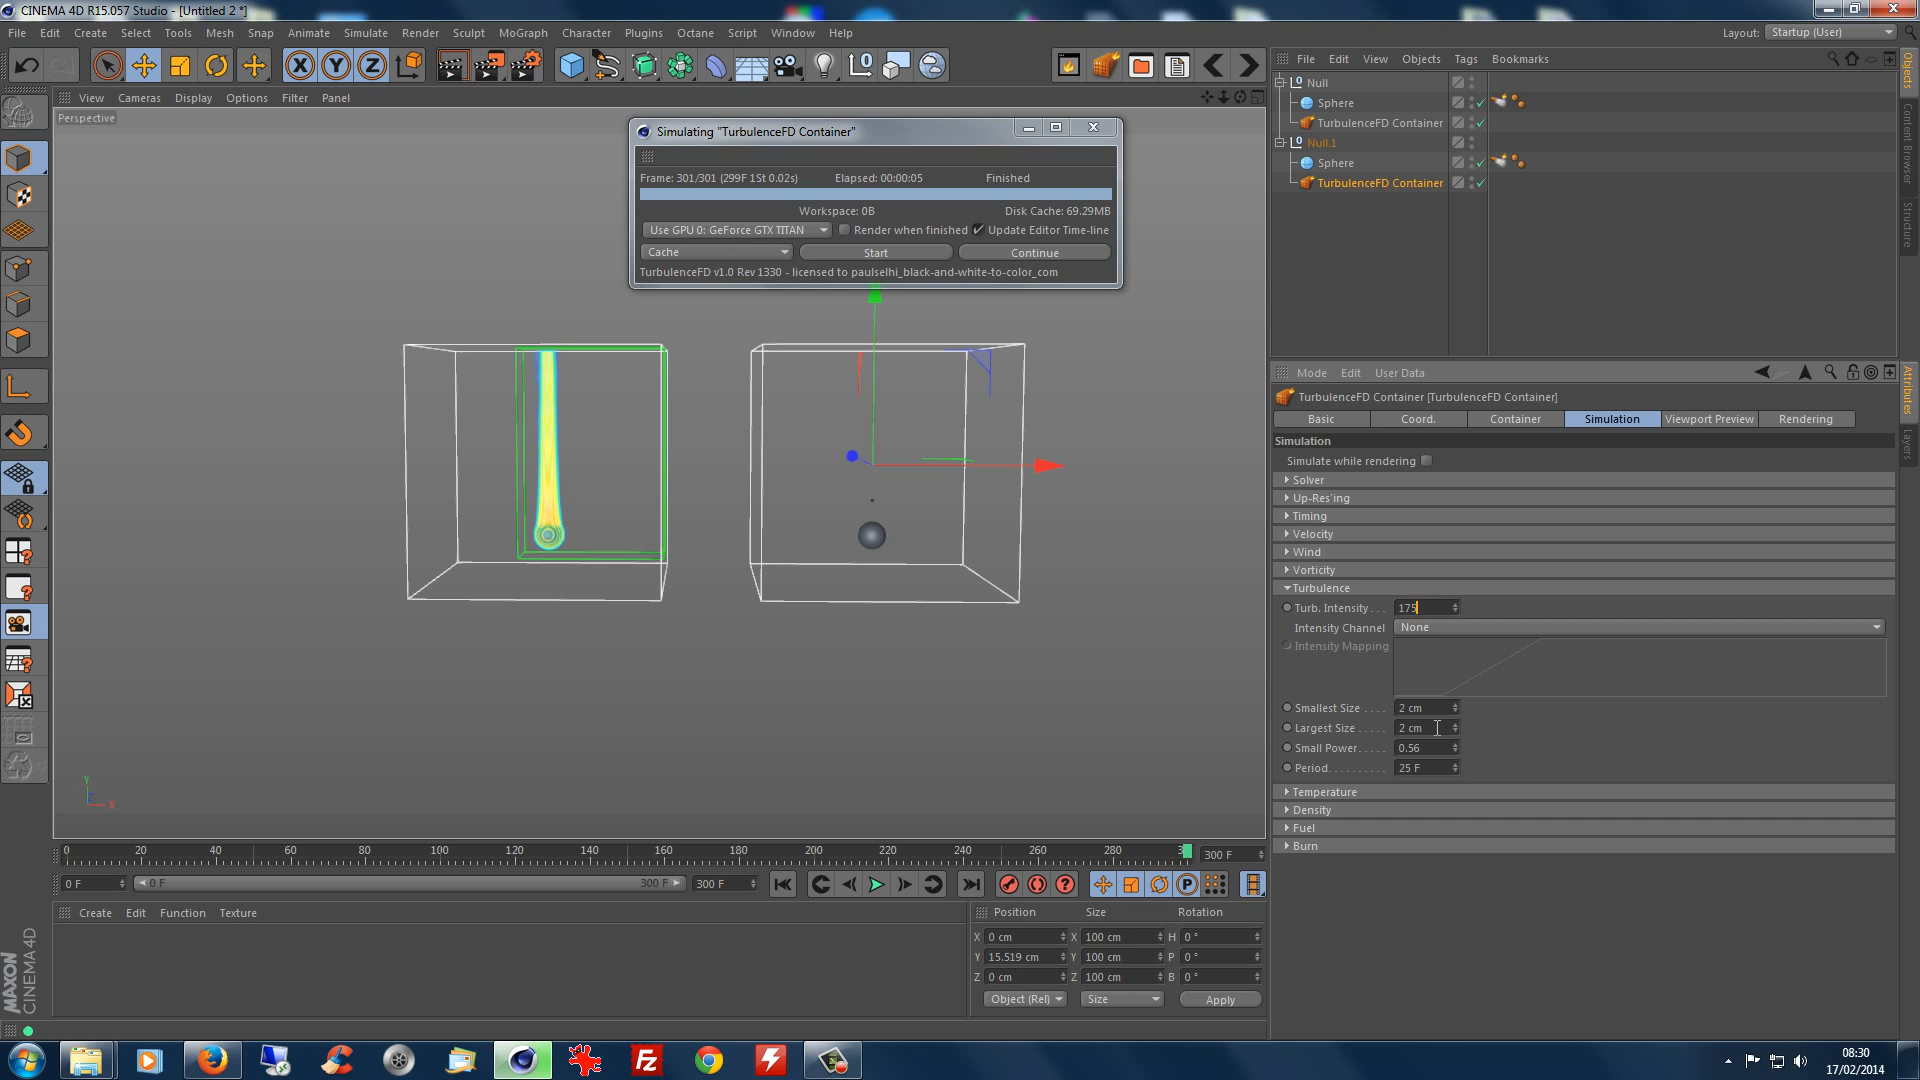 CINEMA 4D R15.057 Studio - [Untitled 2 *]
File Edit Create Select Tools Mesh Snap Animate Simulate Render Sculpt MoGraph Character Plugins Octane Script Window Help
Layout: Startup (User)
X Y Z
File Edit View Objects Tags Bookmarks
View Cameras Display Options Filter Panel
Perspective
Null
Sphere
TurbulenceFD Container
Null.1
Sphere
TurbulenceFD Container
Objects
Content Browser
Structure
Simulating "TurbulenceFD Container"
Frame: 301/301 (299F 1St 0.02s) Elapsed: 00:00:05 Finished
Workspace: 0B Disk Cache: 69.29MB
Use GPU 0: GeForce GTX TITAN Render when finished Update Editor Time-line
Cache Start Continue
TurbulenceFD v1.0 Rev 1330 - licensed to paulselhi_black-and-white-to-color_com
Mode Edit User Data
TurbulenceFD Container [TurbulenceFD Container]
Basic Coord. Container Simulation Viewport Preview Rendering
Attributes
Layers
Simulation
Simulate while rendering
Solver
Up-Res'ing
Timing
Velocity
Wind
Vorticity
Turbulence
Turb. Intensity . . . 175
Intensity Channel None
Intensity Mapping
Smallest Size . . . . 2 cm
Largest Size . . . . . 2 cm
Small Power. . . . . 0.56
Period. . . . . . . . . . 25 F
Temperature
Density
Fuel
Burn
Y
X
0 20 40 60 80 100 120 140 160 180 200 220 240 260 280 3
300 F
0 F 0 F 300 F 300 F
P
Create Edit Function Texture
Position Size Rotation
X 0 cm X 100 cm H 0 °
Y 15.519 cm Y 100 cm P 0 °
Z 0 cm Z 100 cm B 0 °
Object (Rel) Size Apply
MAXON
CINEMA 4D
Fz
08:30
17/02/2014